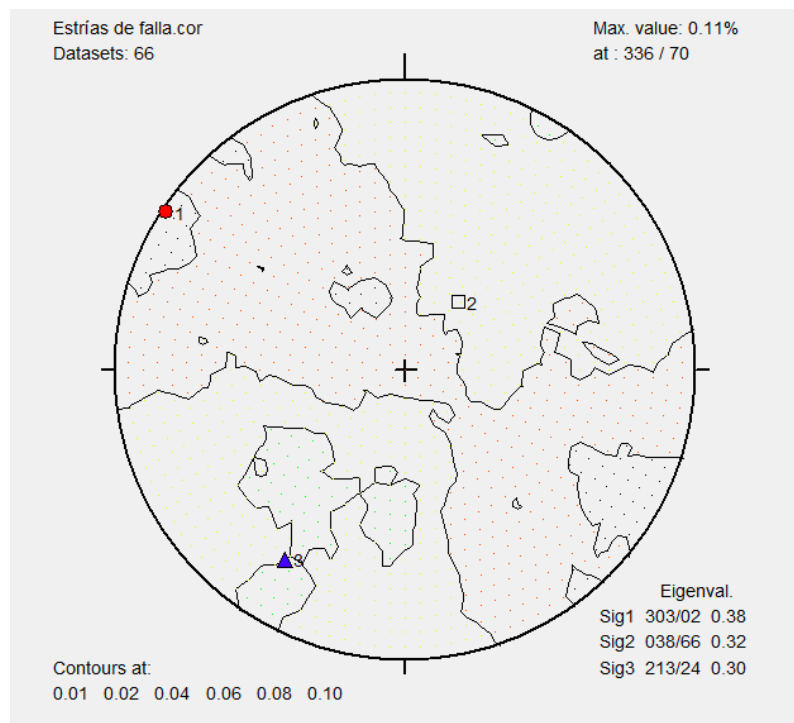 Estrías de falla.cor
Datasets: 66
Max. value: 0.11%
at : 336 / 70
1
2
3
Eigenval.
Sig1 303/02 0.38
Sig2 038/66 0.32
Sig3 213/24 0.30
Contours at:
0.01 0.02 0.04 0.06 0.08 0.10